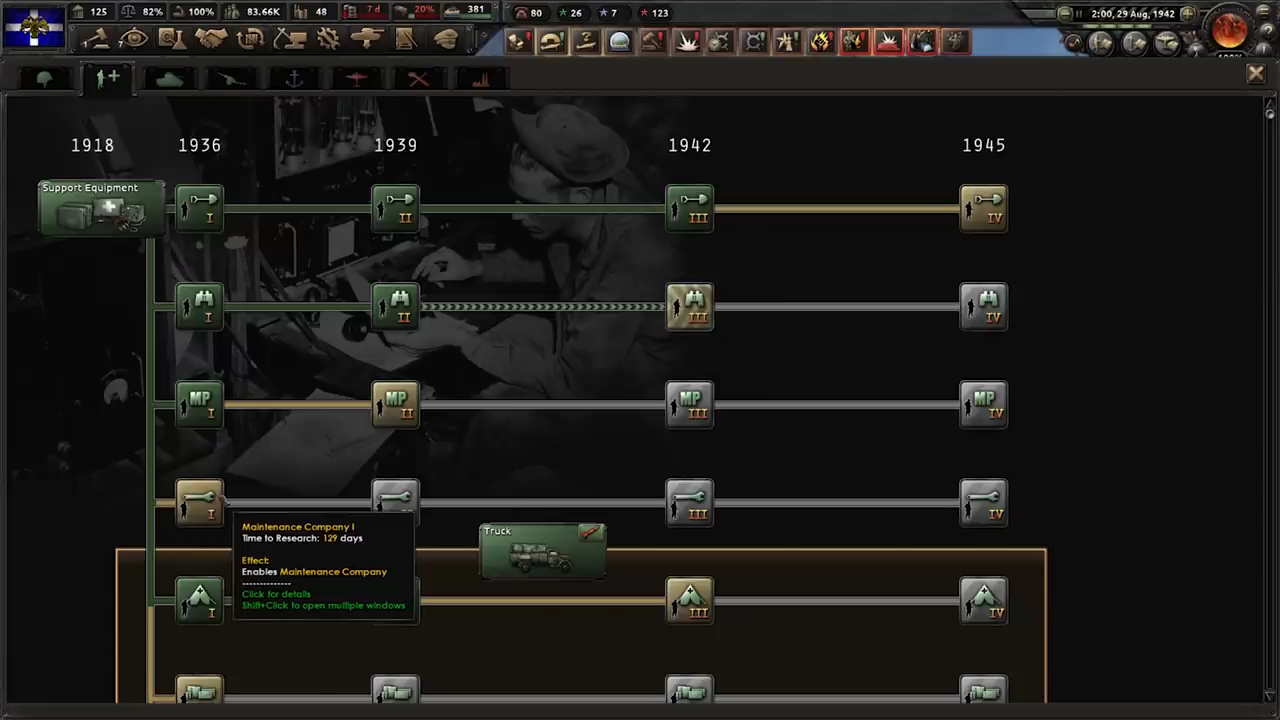 125 82% 100% 83.66K 48 7 d 20% 381 80 26 7 123 2:00, 29 Aug, 1942
1918 1936 1939 1942 1945
Support Equipment
I II III IV
I II III IV
MP I MP II MP III MP IV
I III IV
Maintenance Company I
Time to Research: 129 days
Effect:
Enables Maintenance Company
--------------
Click for details
Shift+Click to open multiple windows
Truck
I III IV